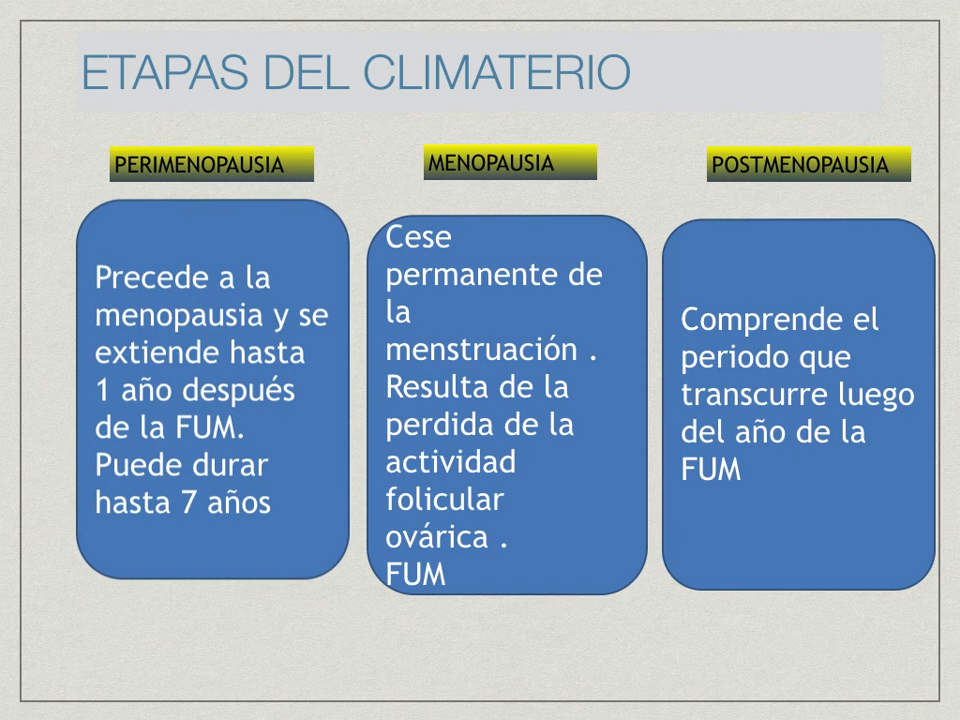 ETAPAS DEL CLIMATERIO
PERIMENOPAUSIA
Precede a la
menopausia y se
extiende hasta
1 año después
de la FUM.
Puede durar
hasta 7 años
MENOPAUSIA
Cese
permanente de
la
menstruación .
Resulta de la
perdida de la
actividad
folicular
ovárica .
FUM
POSTMENOPAUSIA
Comprende el
periodo que
transcurre luego
del año de la
FUM